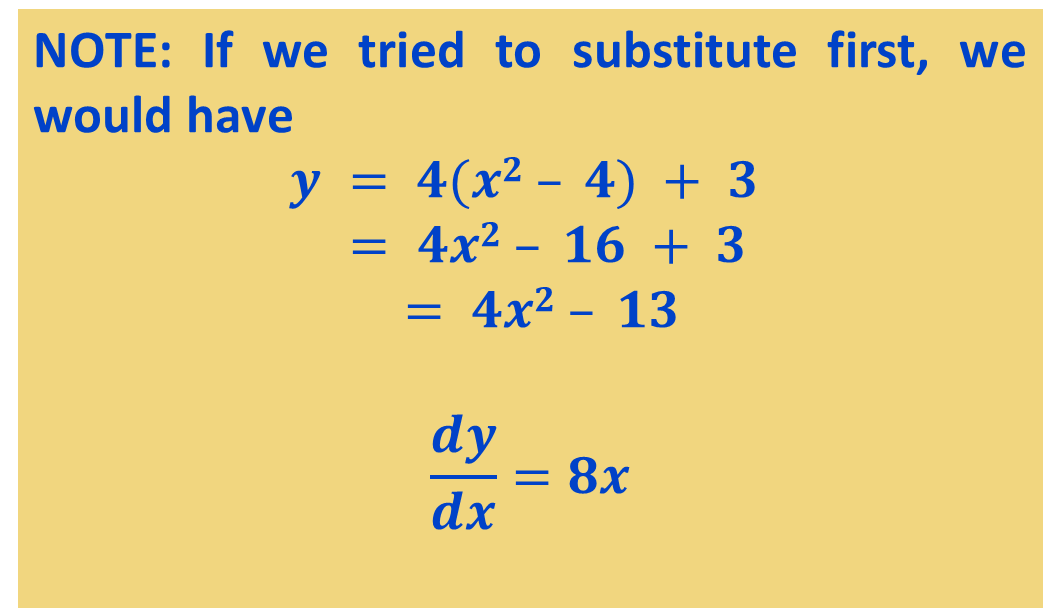 NOTE: If we tried to substitute first, we
would have
y = 4(x² – 4) + 3
= 4x² – 16 + 3
= 4x² – 13
dy
dx = 8x